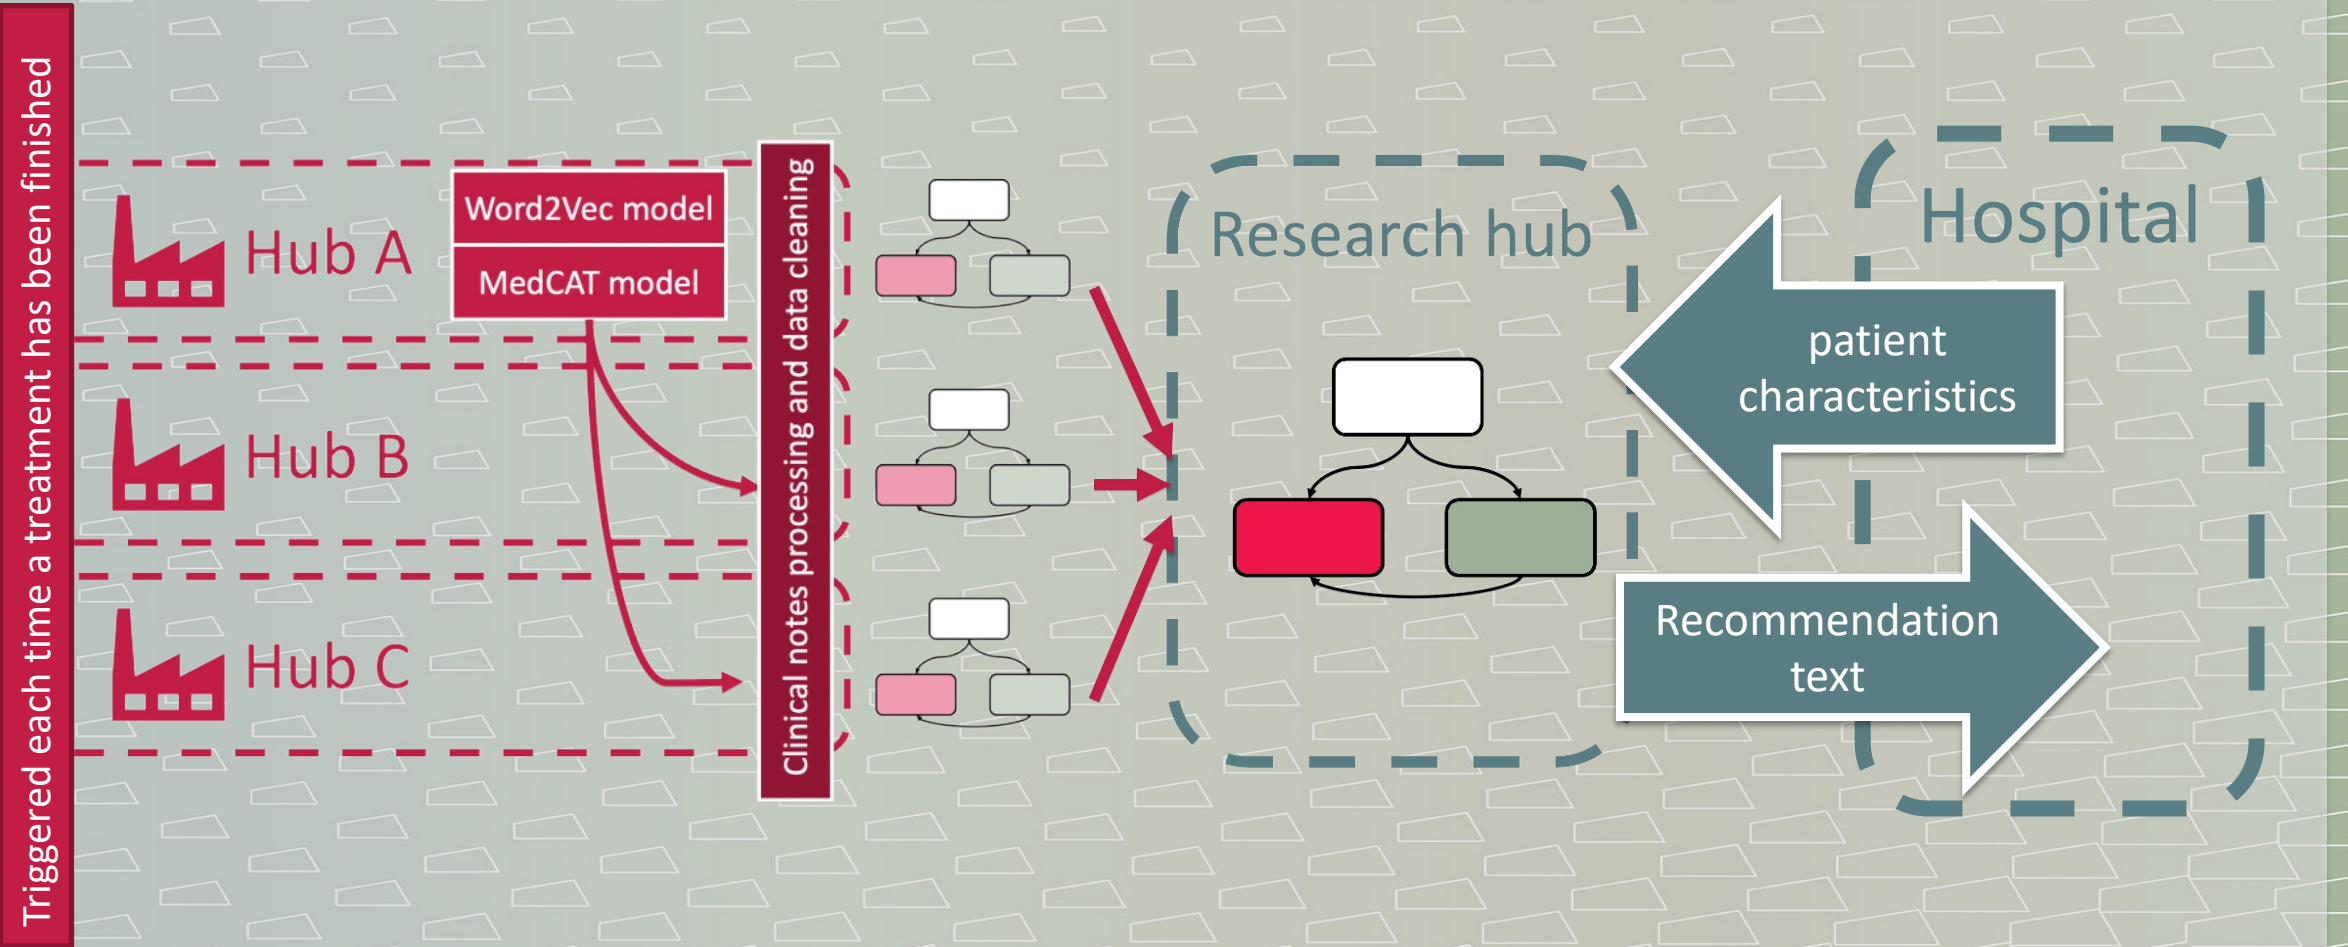 Triggered each time a treatment has been finished
Hub A
Word2Vec model
MedCAT model
Hub B
Hub C
Clinical notes processing and data cleaning
Research hub
Hospital
patient
characteristics
Recommendation
text